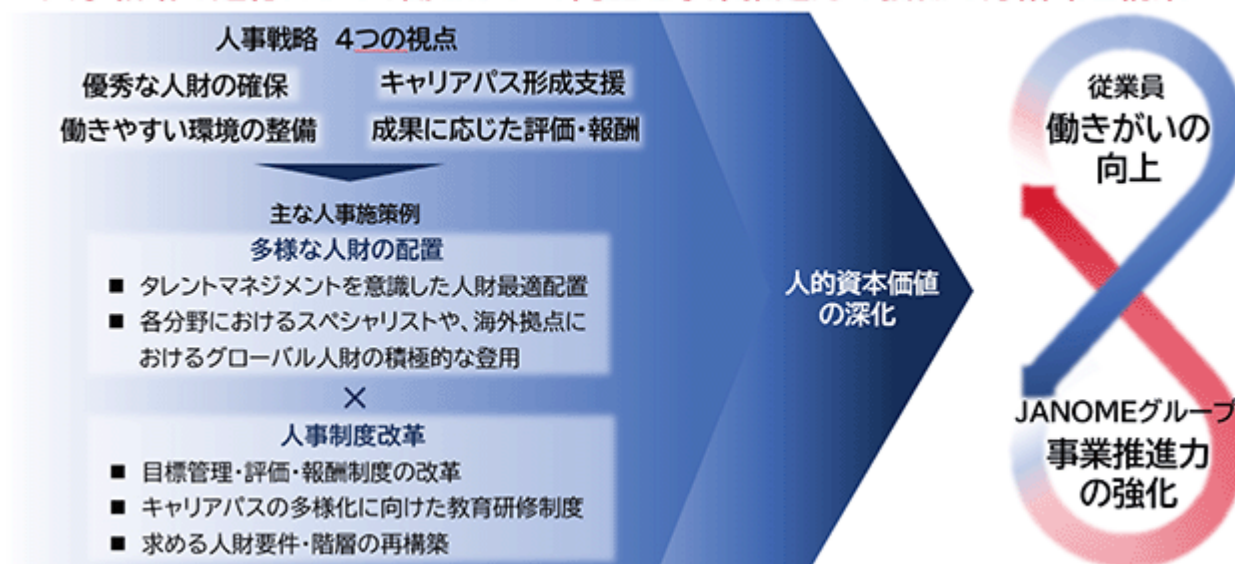 人事戦略 4つの視点
優秀な人財の確保 キャリアパス形成支援
働きやすい環境の整備 成果に応じた評価・報酬
主な人事施策例
多様な人財の配置
■ タレントマネジメントを意識した人財最適配置
■ 各分野におけるスペシャリストや、海外拠点に
おけるグローバル人財の積極的な登用
×
人事制度改革
■ 目標管理・評価・報酬制度の改革
■ キャリアパスの多様化に向けた教育研修制度
■ 求める人財要件・階層の再構築
人的資本価値
の深化
従業員
働きがいの
向上
JANOMEグループ
事業推進力
の強化